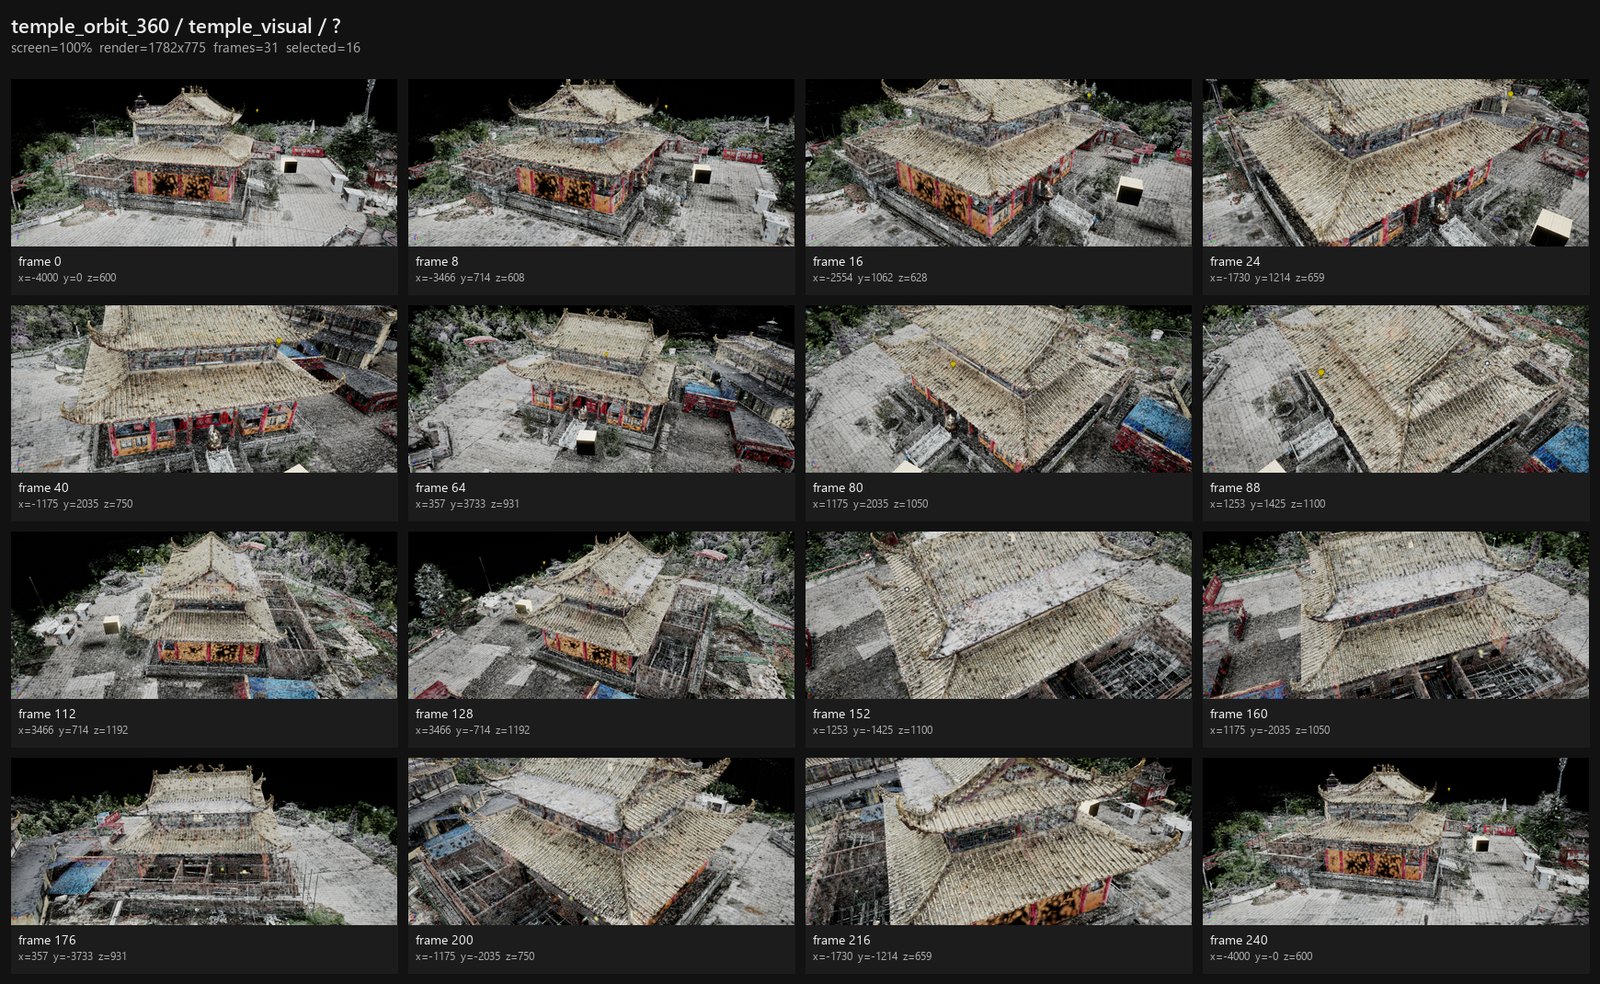 temple_orbit_360 / temple_visual / ?
screen=100% render=1782x775 frames=31 selected=16
frame 0
x=-4000 y=0 z=600
frame 8
x=-3466 y=714 z=608
frame 16
x=-2554 y=1062 z=628
frame 24
x=-1730 y=1214 z=659
frame 40
x=-1175 y=2035 z=750
frame 64
x=357 y=3733 z=931
frame 80
x=1175 y=2035 z=1050
frame 88
x=1253 y=1425 z=1100
frame 112
x=3466 y=714 z=1192
frame 128
x=3466 y=-714 z=1192
frame 152
x=1253 y=-1425 z=1100
frame 160
x=1175 y=-2035 z=1050
frame 176
x=357 y=-3733 z=931
frame 200
x=-1175 y=-2035 z=750
frame 216
x=-1730 y=-1214 z=659
frame 240
x=-4000 y=-0 z=600